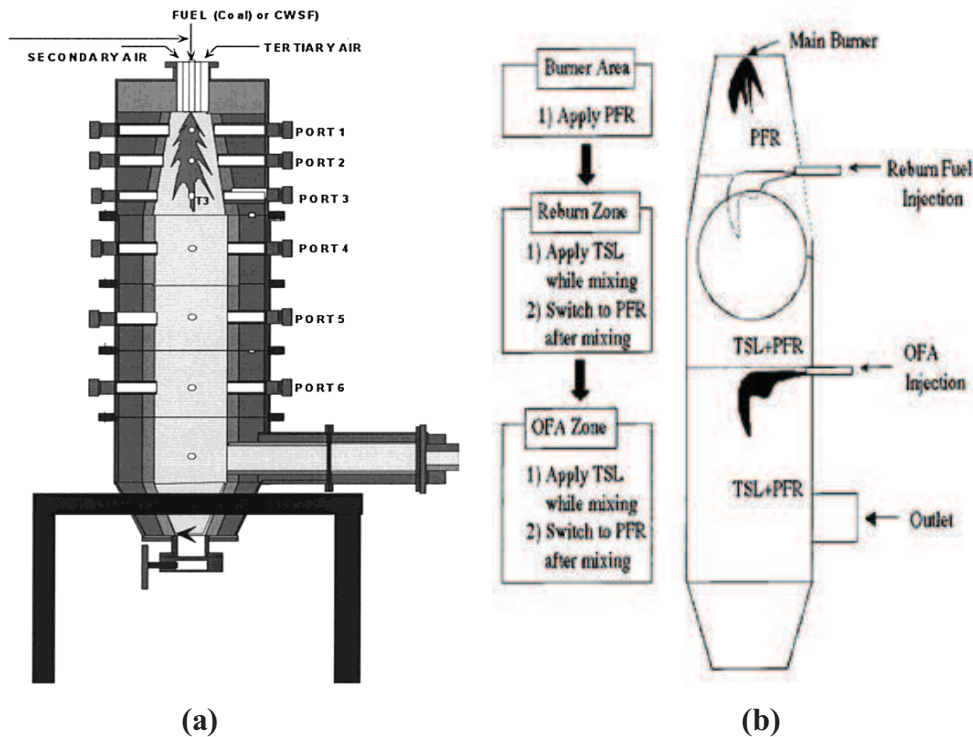 FUEL (Coal) or CWSF
SECONDARY AIR
TERTIARY AIR
PORT 1
PORT 2
PORT 3
T3
PORT 4
PORT 5
PORT 6
(a)
Burner Area
1) Apply PFR
Reburn Zone
1) Apply TSL
while mixing
2) Switch to PFR
after mixing
OFA Zone
1) Apply TSL
while mixing
2) Switch to PFR
after mixing
Main Burner
PFR
Reburn Fuel
Injection
TSL+PFR
OFA
Injection
TSL+PFR
Outlet
(b)